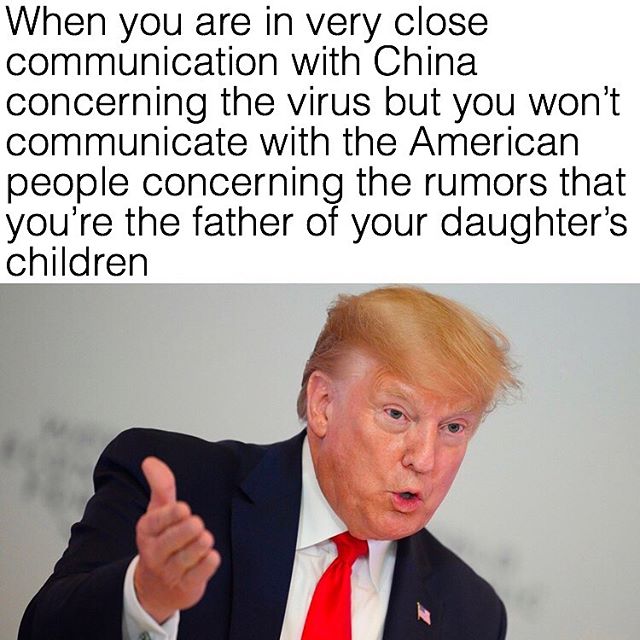 When you are in very close
communication with China
concerning the virus but you won't
communicate with the American
people concerning the rumors that
you're the father of your daughter's
children